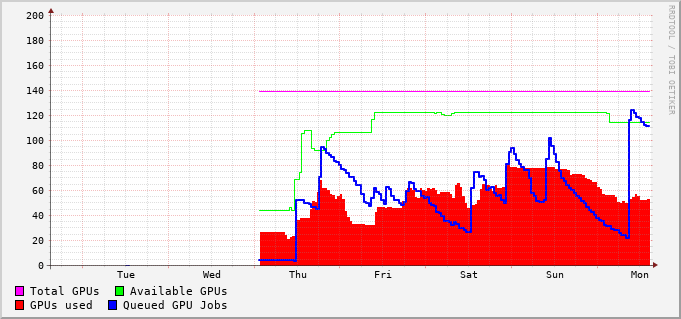 200
180
160
140
120
100
80
60
40
20
0
Tue Wed Thu Fri Sat Sun Mon
Total GPUs Available GPUs
GPUs used Queued GPU Jobs
RRDTOOL / TOBI OETIKER